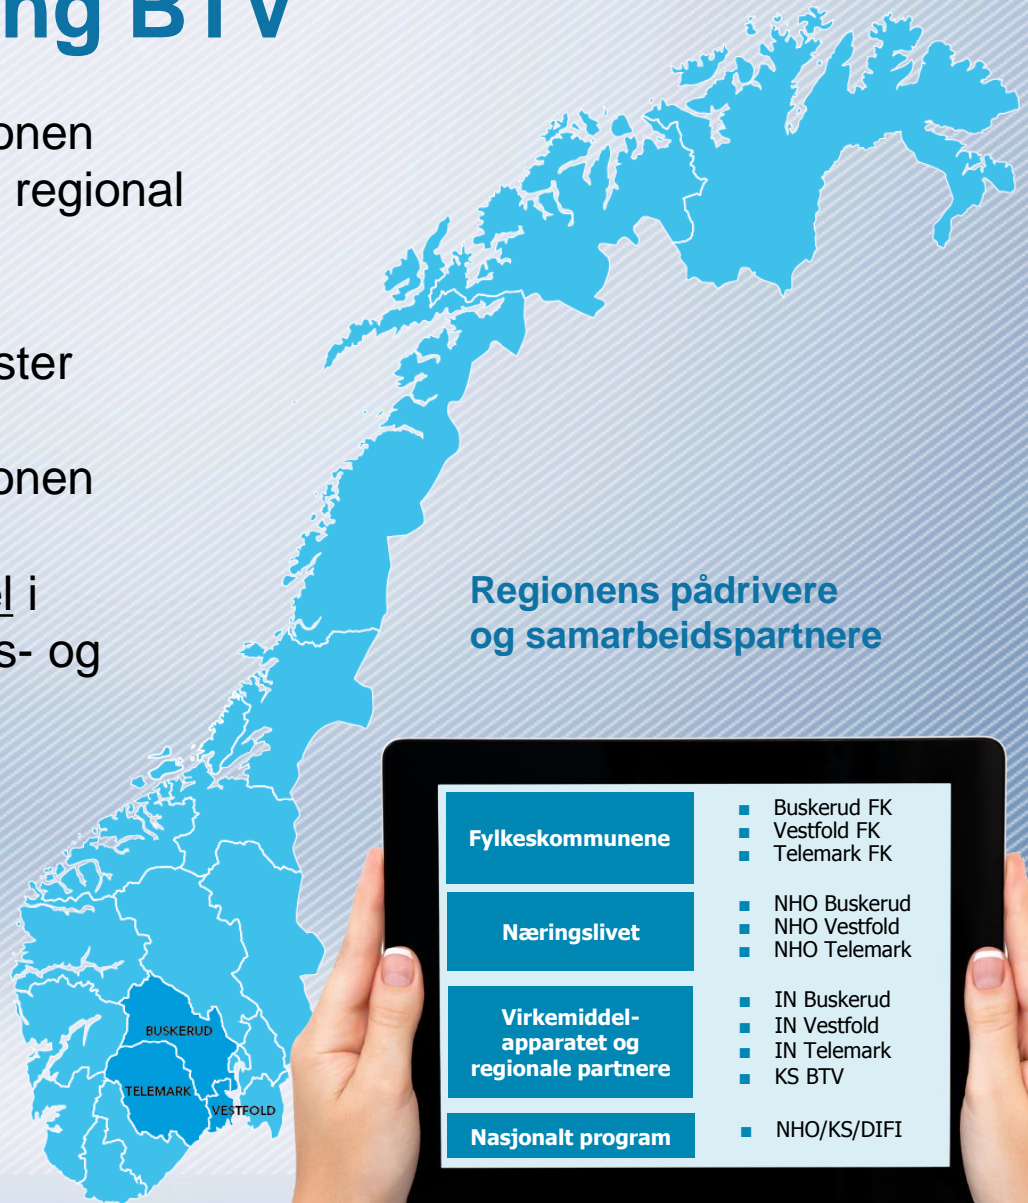 ng BTV
onen
regional
ster
onen
el i
s- og
Regionens pådrivere
og samarbeidspartnere
BUSKERUD
TELEMARK
VESTFOLD
Fylkeskommunene
▪ Buskerud FK
▪ Vestfold FK
▪ Telemark FK
Næringslivet
▪ NHO Buskerud
▪ NHO Vestfold
▪ NHO Telemark
Virkemiddel-
apparatet og
regionale partnere
▪ IN Buskerud
▪ IN Vestfold
▪ IN Telemark
▪ KS BTV
Nasjonalt program
▪ NHO/KS/DIFI